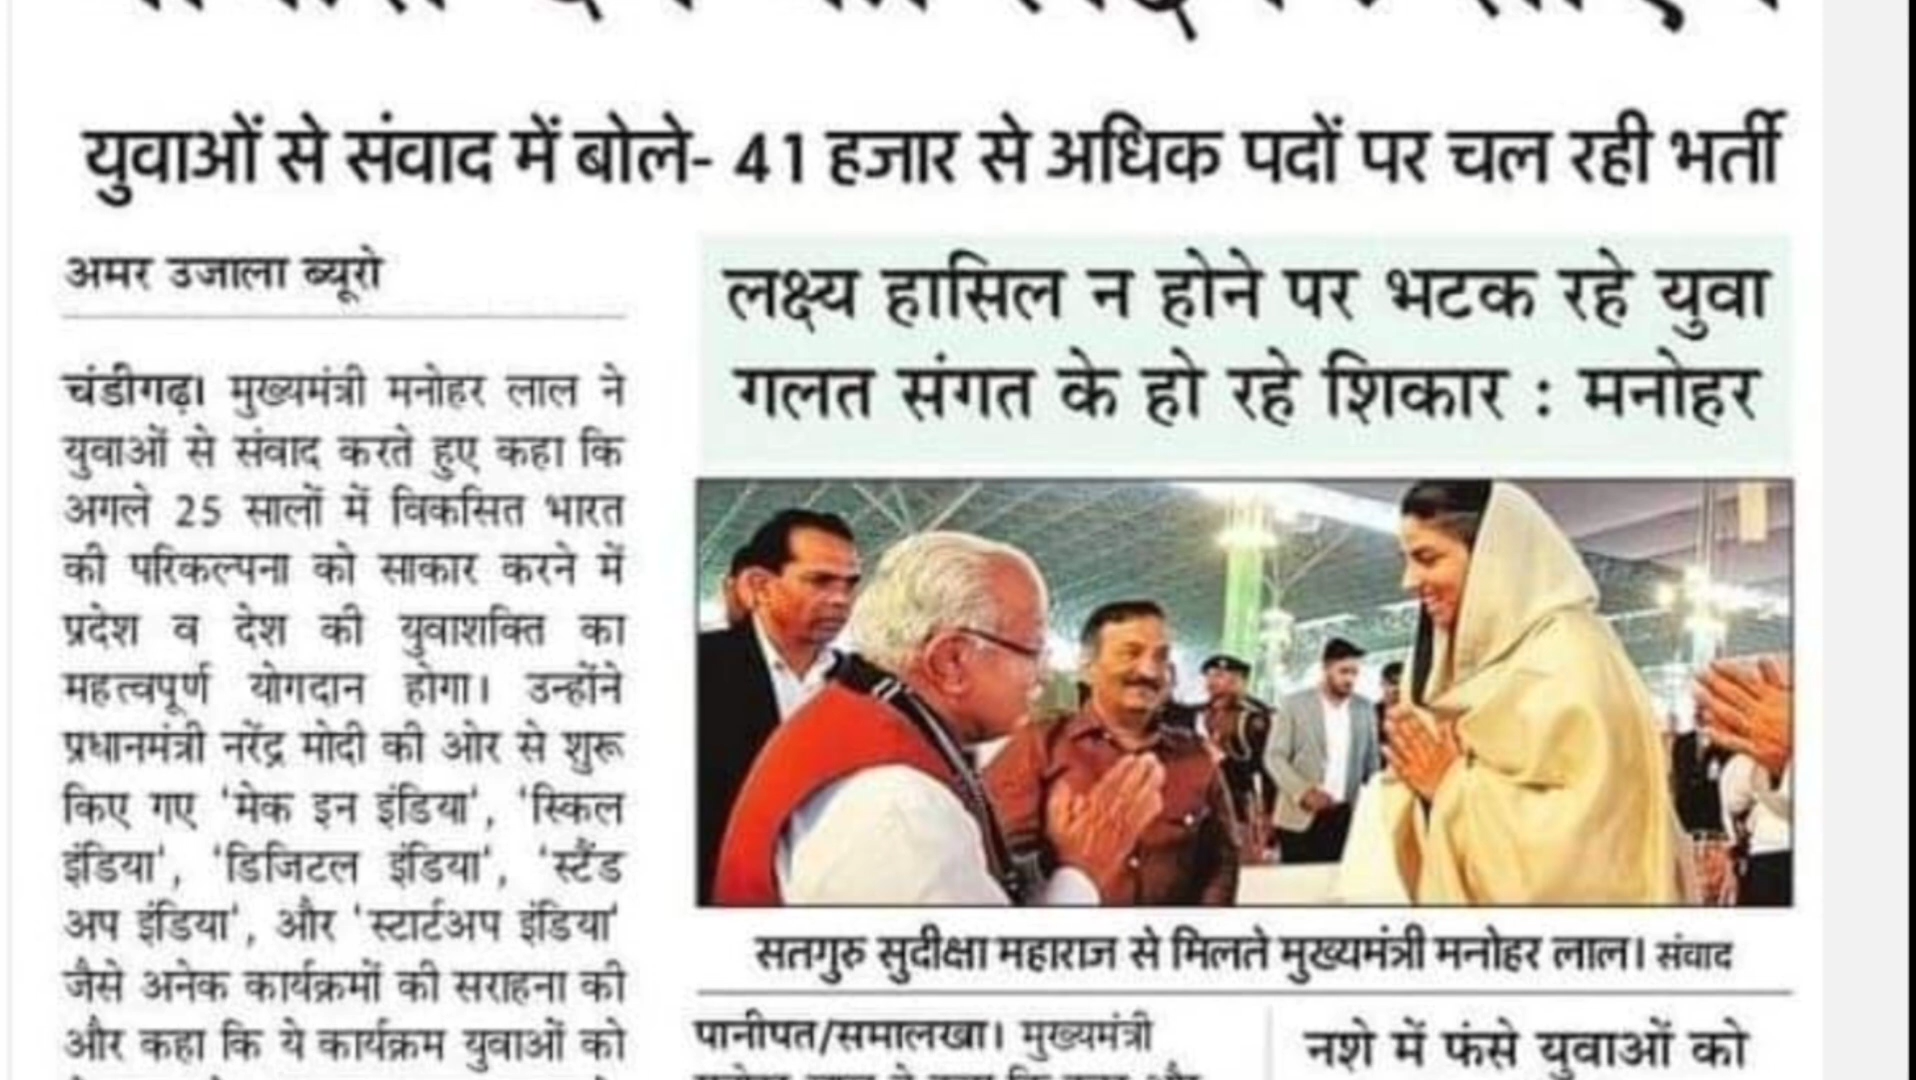 युवाओं से संवाद में बोले- 41 हजार से अधिक पदों पर चल रही भर्ती
अमर उजाला ब्यूरो
चंडीगढ़। मुख्यमंत्री मनोहर लाल ने
युवाओं से संवाद करते हुए कहा कि
अगले 25 सालों में विकसित भारत
की परिकल्पना को साकार करने में
प्रदेश व देश की युवाशक्ति का
महत्वपूर्ण योगदान होगा। उन्होंने
प्रधानमंत्री नरेंद्र मोदी की ओर से शुरू
किए गए 'मेक इन इंडिया', 'स्किल
इंडिया', 'डिजिटल इंडिया', 'स्टैंड
अप इंडिया', और 'स्टार्टअप इंडिया'
जैसे अनेक कार्यक्रमों की सराहना की
और कहा कि ये कार्यक्रम युवाओं को
लक्ष्य हासिल न होने पर भटक रहे युवा
गलत संगत के हो रहे शिकार : मनोहर
सतगुरु सुदीक्षा महाराज से मिलते मुख्यमंत्री मनोहर लाल। संवाद
पानीपत/समालखा। मुख्यमंत्री
नशे में फंसे युवाओं को